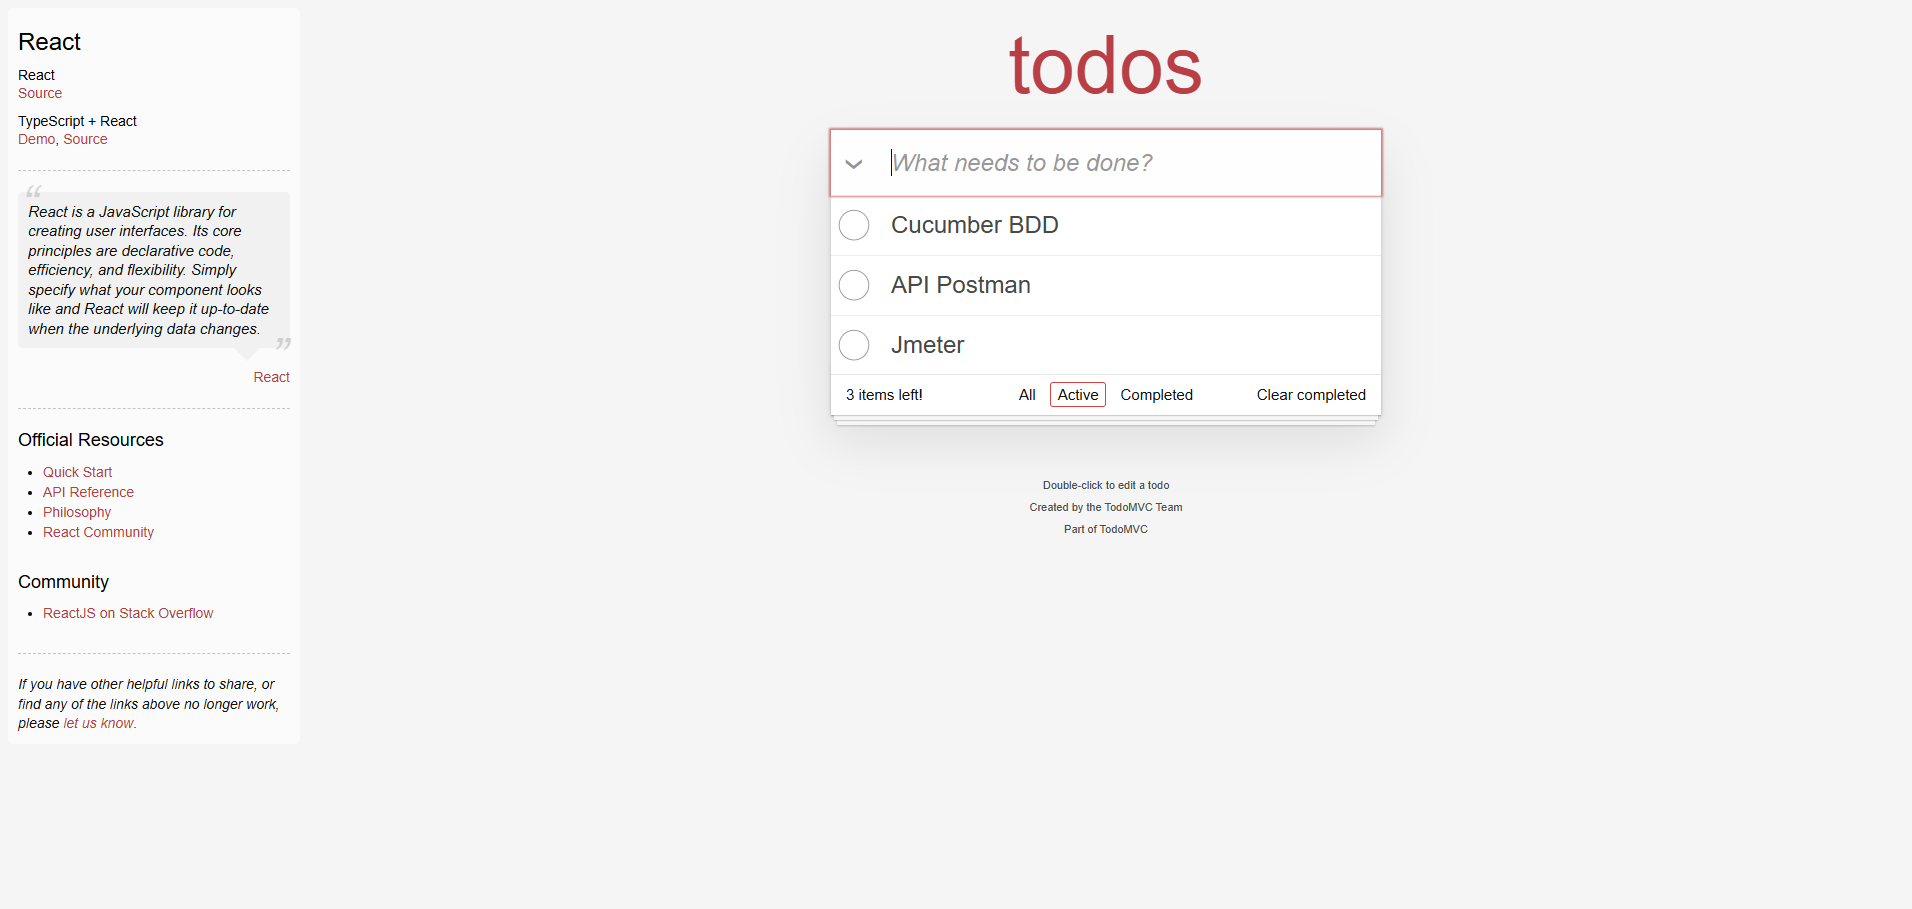 React
React
Source
TypeScript + React
Demo, Source
“
React is a JavaScript library for
creating user interfaces. Its core
principles are declarative code,
efficiency, and flexibility. Simply
specify what your component looks
like and React will keep it up-to-date
when the underlying data changes.
”
React
Official Resources
• Quick Start
• API Reference
• Philosophy
• React Community
Community
• ReactJS on Stack Overflow
If you have other helpful links to share, or
find any of the links above no longer work,
please let us know.
todos
What needs to be done?
Cucumber BDD
API Postman
Jmeter
3 items left! All Active Completed Clear completed
Double-click to edit a todo
Created by the TodoMVC Team
Part of TodoMVC